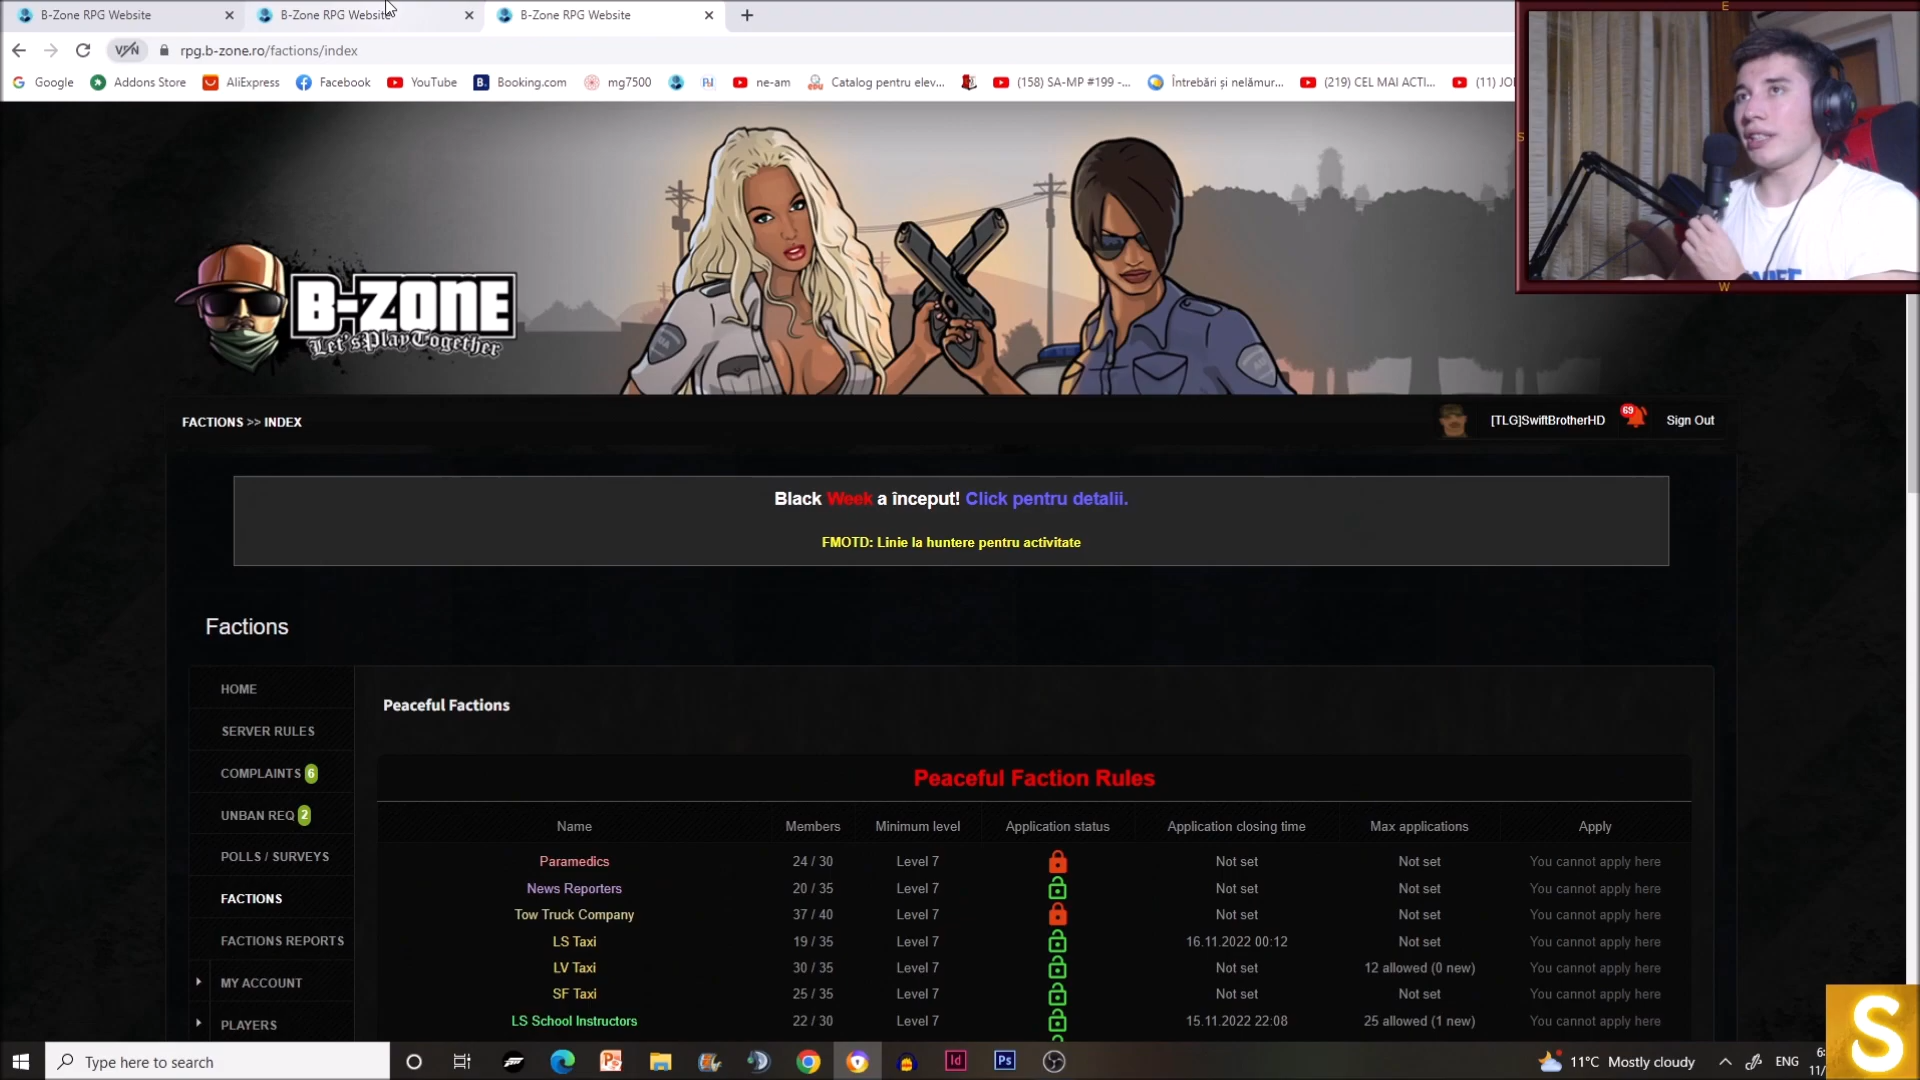 B-Zone RPG Website
B-Zone RPG Website
B-Zone RPG Website
VPN
rpg.b-zone.ro/factions/index
Google
Addons Store
AliExpress
Facebook
YouTube
B.
Booking.com
mg7500
ne-am
Catalog pentru elev...
(158) SA-MP #199 -...
Întrebări și nelămur...
(219) CEL MAI ACTI...
(11) JO
E
S
W
B-ZONE
Let'sPlayTogether
FACTIONS >> INDEX
[TLG]SwiftBrotherHD
69
Sign Out
Black Week a început! Click pentru detalii.
FMOTD: Linie la huntere pentru activitate
Factions
HOME
SERVER RULES
COMPLAINTS 6
UNBAN REQ 2
POLLS / SURVEYS
FACTIONS
FACTIONS REPORTS
MY ACCOUNT
PLAYERS
Peaceful Factions
Peaceful Faction Rules
Name Members Minimum level Application status Application closing time Max applications Apply
Paramedics 24 / 30 Level 7 Not set Not set You cannot apply here
News Reporters 20 / 35 Level 7 Not set Not set You cannot apply here
Tow Truck Company 37 / 40 Level 7 Not set Not set You cannot apply here
LS Taxi 19 / 35 Level 7 16.11.2022 00:12 Not set You cannot apply here
LV Taxi 30 / 35 Level 7 Not set 12 allowed (0 new) You cannot apply here
SF Taxi 25 / 35 Level 7 Not set Not set You cannot apply here
LS School Instructors 22 / 30 Level 7 15.11.2022 22:08 25 allowed (1 new) You cannot apply here
S
Type here to search
Id
Ps
11°C Mostly cloudy
ENG
6:
11/